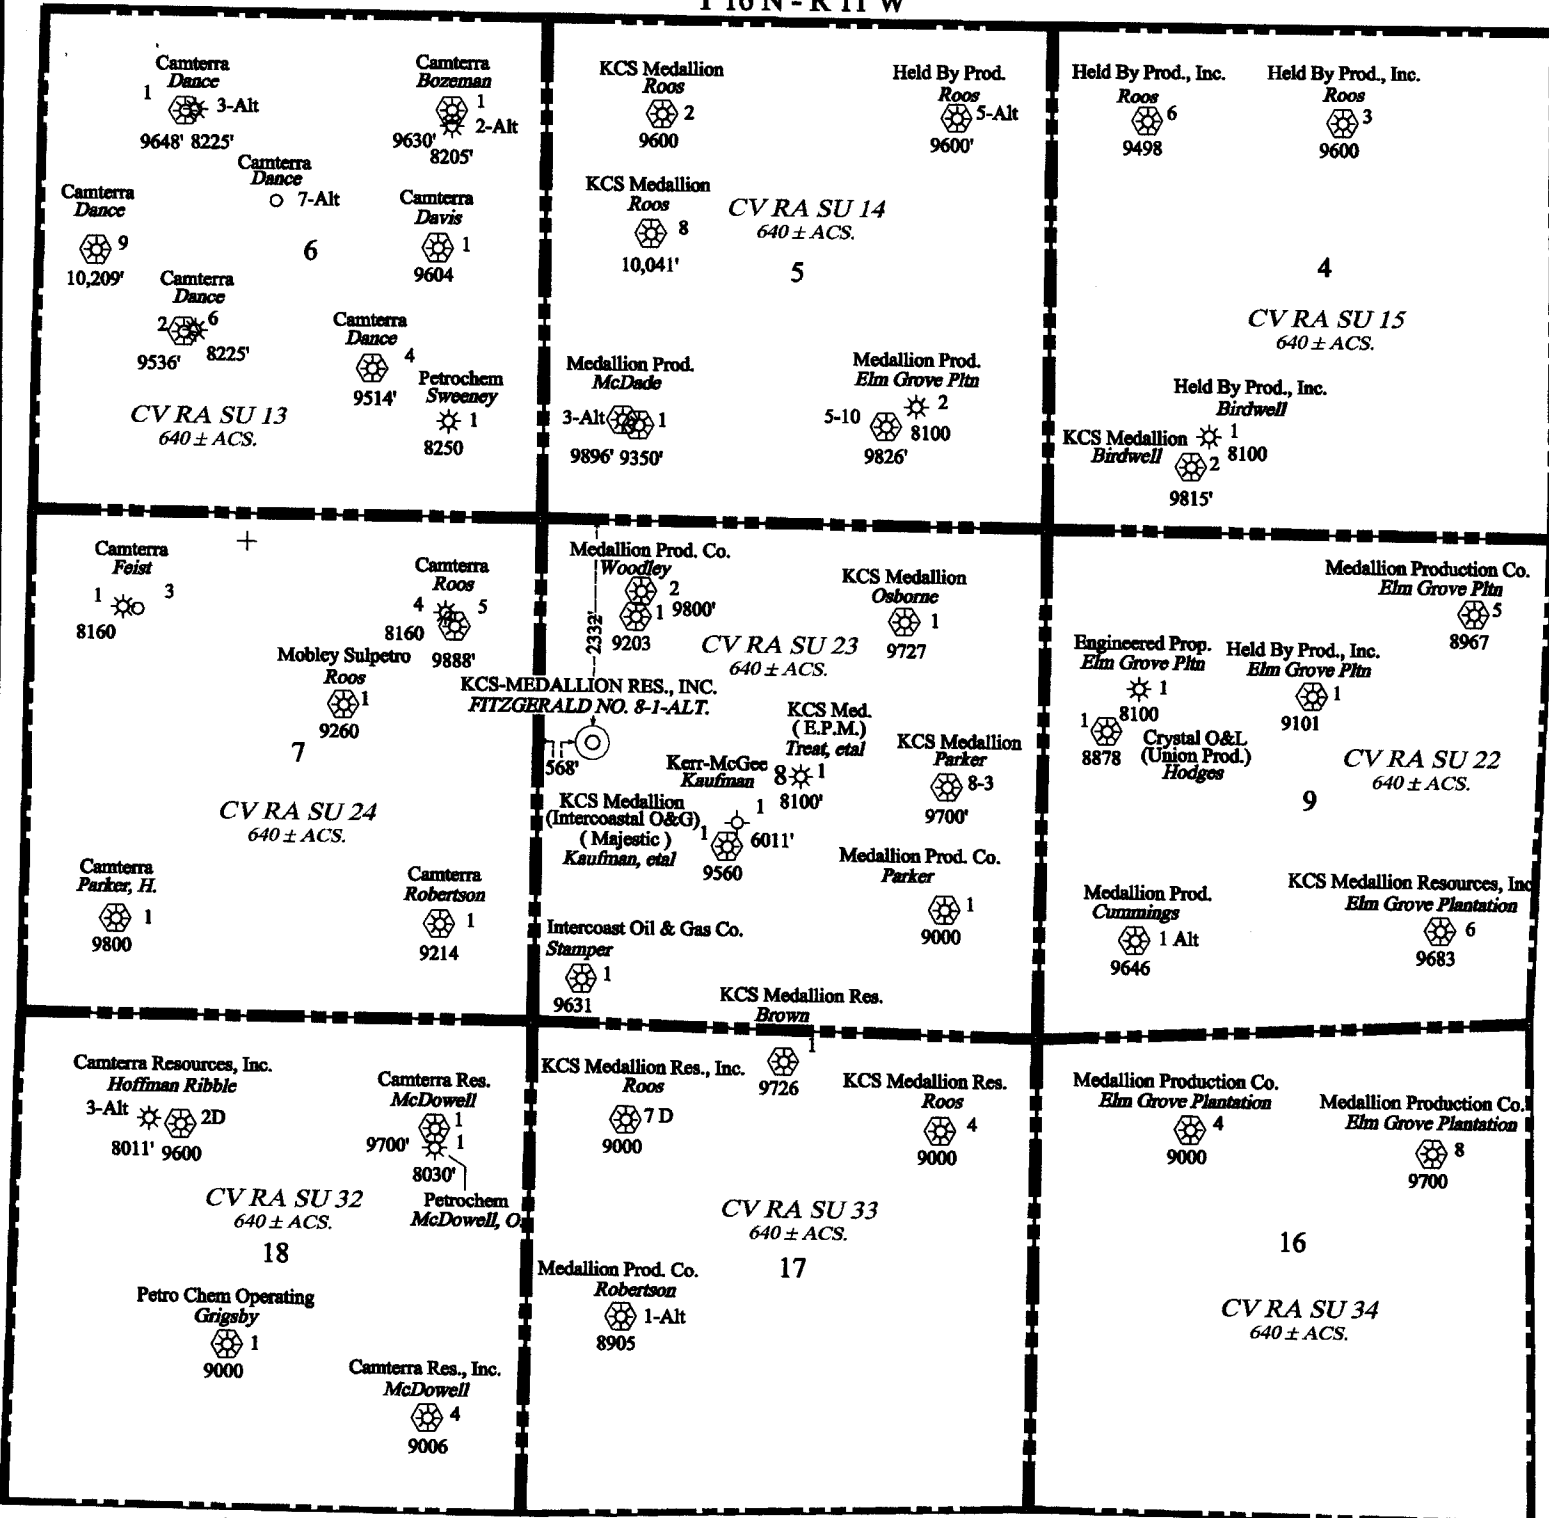 T 16 N - R 11 W
Camterra
Dance
1
3-Alt
9648' 8225'
Camterra
Bozeman
1
2-Alt
9630'
8205'
Camterra
Dance
7-Alt
Camterra
Dance
9
10,209'
6
Camterra
Davis
1
9604
Camterra
Dance
2
6
9536'
8225'
Camterra
Dance
4
9514'
Petrochem
Sweeney
1
8250
CV RA SU 13
640 ± ACS.
KCS Medallion
Roos
2
9600
Held By Prod.
Roos
5-Alt
9600'
KCS Medallion
Roos
8
10,041'
CV RA SU 14
640 ± ACS.
5
Medallion Prod.
McDade
3-Alt
1
9896' 9350'
Medallion Prod.
Elm Grove Pltn
2
5-10
8100
9826'
Held By Prod., Inc.
Roos
6
9498
Held By Prod., Inc.
Roos
3
9600
4
CV RA SU 15
640 ± ACS.
Held By Prod., Inc.
Birdwell
1
8100
KCS Medallion
Birdwell
2
9815'
Camterra
Feist
1
3
8160
Camterra
Roos
4
5
8160
9888'
Mobley Sulpetro
Roos
1
9260
7
CV RA SU 24
640 ± ACS.
Camterra
Parker, H.
1
9800
Camterra
Robertson
1
9214
Medallion Prod. Co.
Woodley
2
9800'
1
9203
2332'
KCS Medallion
Osborne
1
9727
CV RA SU 23
640 ± ACS.
KCS-MEDALLION RES., INC.
FITZGERALD NO. 8-1-ALT.
568'
KCS Med.
( E.P.M.)
Treat, etal
8
1
8100'
Kerr-McGee
Kaufman
1
6011'
KCS Medallion
Parker
8-3
9700'
KCS Medallion
(Intercoastal O&G)
( Majestic )
Kaufman, etal
1
9560
Medallion Prod. Co.
Parker
1
9000
Intercoast Oil & Gas Co.
Stamper
1
9631
KCS Medallion Res.
Brown
1
9726
Medallion Production Co.
Elm Grove Pltn
5
8967
Engineered Prop.
Elm Grove Pltn
1
8100
Held By Prod., Inc.
Elm Grove Pltn
1
9101
1
8878
Crystal O&L
(Union Prod.)
Hodges
CV RA SU 22
640 ± ACS.
9
Medallion Prod.
Cummings
1 Alt
9646
KCS Medallion Resources, Inc
Elm Grove Plantation
6
9683
Camterra Resources, Inc.
Hoffman Ribble
3-Alt
2D
8011' 9600
Camterra Res.
McDowell
1
9700'
1
8030'
Petrochem
McDowell, O.
CV RA SU 32
640 ± ACS.
18
Petro Chem Operating
Grigsby
1
9000
Camterra Res., Inc.
McDowell
4
9006
KCS Medallion Res., Inc.
Roos
7 D
9000
KCS Medallion Res.
Roos
4
9000
CV RA SU 33
640 ± ACS.
17
Medallion Prod. Co.
Robertson
1-Alt
8905
Medallion Production Co.
Elm Grove Plantation
4
9000
Medallion Production Co.
Elm Grove Plantation
8
9700
16
CV RA SU 34
640 ± ACS.